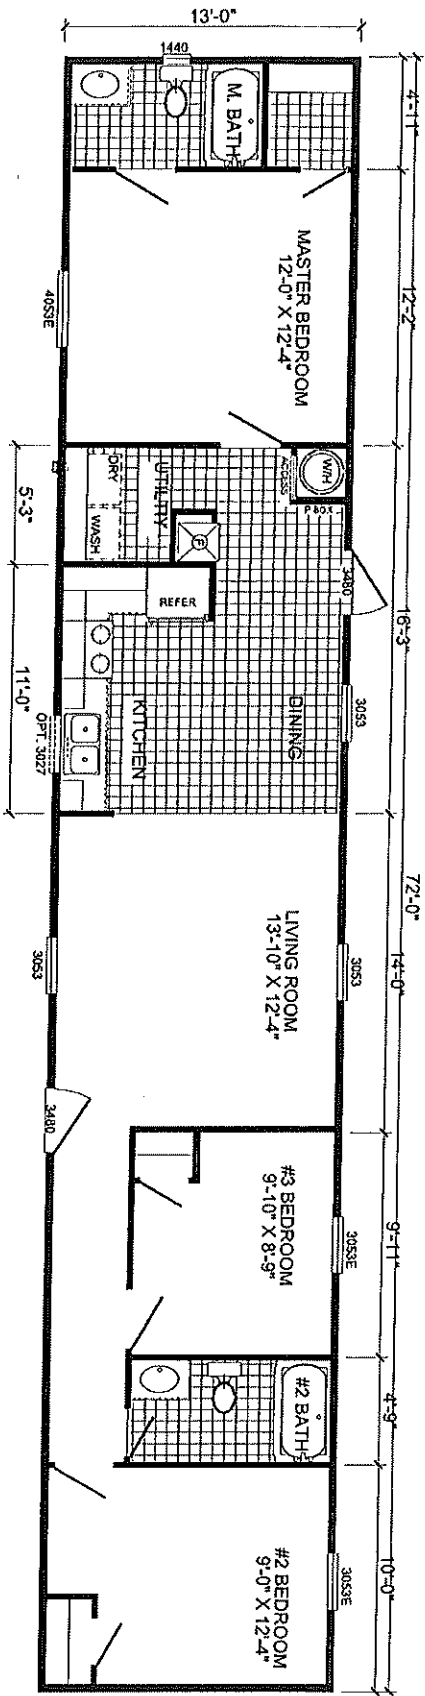 13'-0"
1440
M. BATH
4'-11"
MASTER BEDROOM
12'-0" X 12'-4"
12'-2"
4053E
W/H
ACCESS
P BOX
DRY
WASH
UTILITY
F
5'-3"
3480
16'-3"
REFER
DINING
3053
KITCHEN
OPT. 3027
11'-0"
72'-0"
LIVING ROOM
13'-10" X 12'-4"
14'-0"
3053
3053
3480
#3 BEDROOM
9'-10" X 8'-9"
3053E
9'-11"
#2 BATH
4'-9"
#2 BEDROOM
9'-0" X 12'-4"
3053E
10'-0"